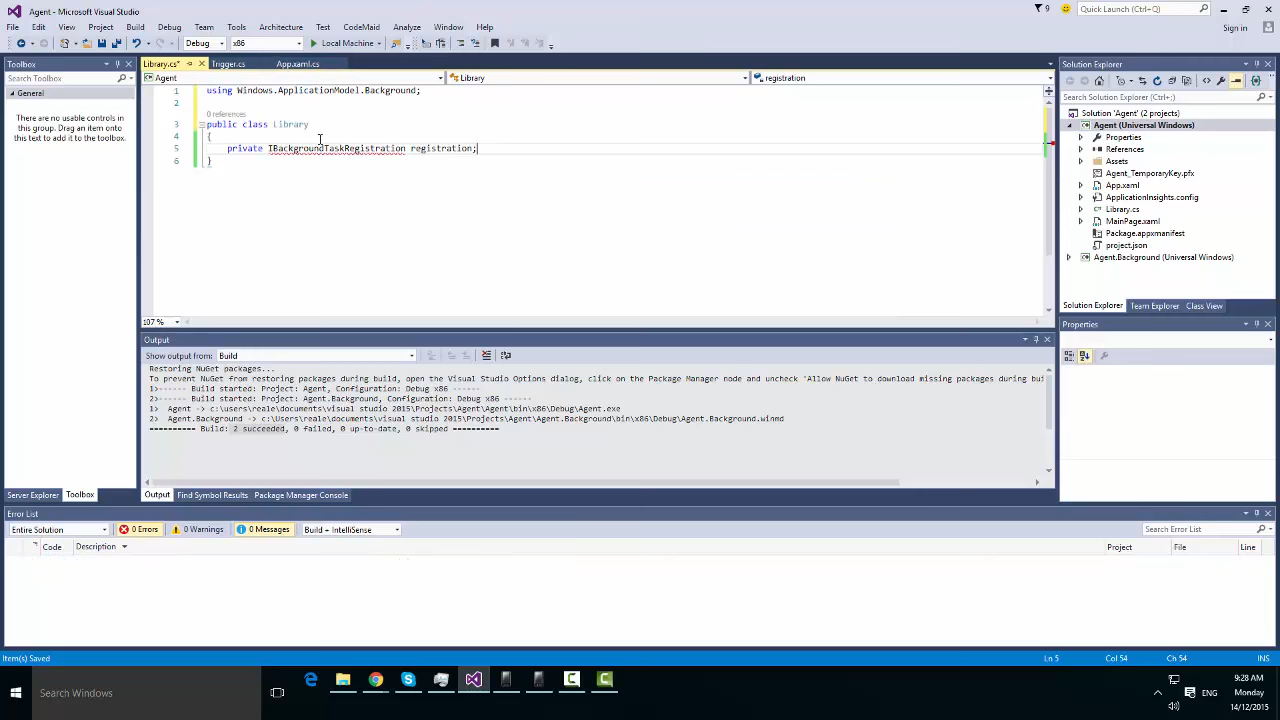 Agent - Microsoft Visual Studio
9
Quick Launch (Ctrl+Q)
File Edit View Project Build Debug Team Tools Architecture Test Analyze Window Help
Sign in
Debug x86 Local Machine
Toolbox
Search Toolbox
General
There are no usable controls in this group. Drag an item onto this text to add it to the toolbox.
Server Explorer Toolbox
Library.cs* Trigger.cs App.xaml.cs
Agent Library registration
1 using Windows.ApplicationModel.Background;
2
0 references
3 public class Library
4 {
5 private IBackgroundTaskRegistration registration;
6 }
107 %
Output
Show output from: Build
Restoring NuGet packages...
To prevent NuGet from restoring packages during build, open the Visual Studio Options dialog, click on the Package Manager node and uncheck 'Allow NuGet to download missing packages during bui
1>------ Build started: Project: Agent, Configuration: Debug x86 ------
2>------ Build started: Project: Agent.Background, Configuration: Debug x86 ------
1> Agent -> c:\users\reale\documents\visual studio 2015\Projects\Agent\Agent\bin\x86\Debug\Agent.exe
2> Agent.Background -> c:\Users\reale\documents\visual studio 2015\Projects\Agent\Agent.Background\bin\x86\Debug\Agent.Background.winmd
========== Build: 2 succeeded, 0 failed, 0 up-to-date, 0 skipped ==========
Output Find Symbol Results Package Manager Console
Solution Explorer
Search Solution Explorer (Ctrl+;)
Solution 'Agent' (2 projects)
Agent (Universal Windows)
Properties
References
Assets
Agent_TemporaryKey.pfx
App.xaml
ApplicationInsights.config
Library.cs
MainPage.xaml
Package.appxmanifest
project.json
Agent.Background (Universal Windows)
Solution Explorer Team Explorer Class View
Properties
Error List
Entire Solution 0 Errors 0 Warnings 0 Messages Build + IntelliSense
Search Error List
Code Description Project File Line
Item(s) Saved Ln 5 Col 54 Ch 54 INS
Search Windows
ENG
9:28 AM
Monday
14/12/2015